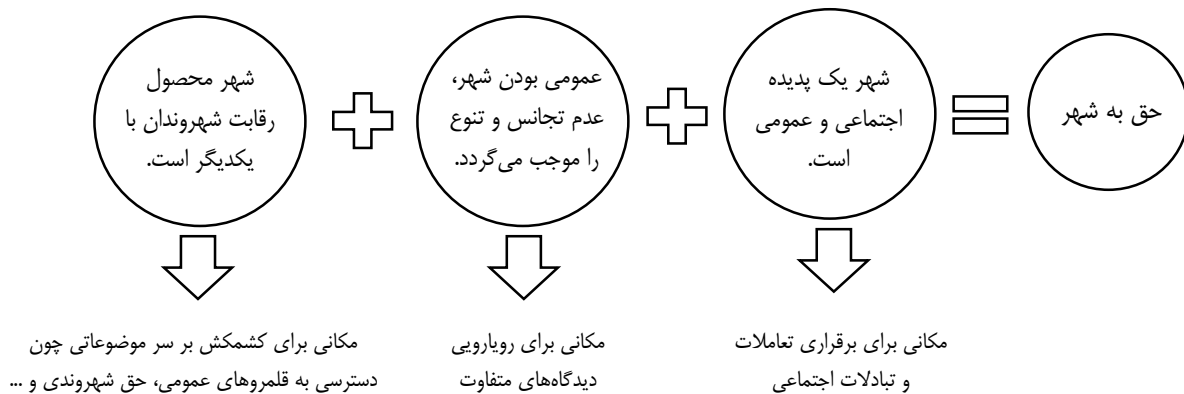 حق به شهر
شهر یک پدیده
اجتماعی و عمومی
است.
عمومی بودن شهر،
عدم تجانس و تنوع
را موجب می‌گردد.
شهر محصول
رقابت شهروندان با
یکدیگر است.
مکانی برای برقراری تعاملات
و تبادلات اجتماعی
مکانی برای رویارویی
دیدگاه‌های متفاوت
مکانی برای کشمکش بر سر موضوعاتی چون
دسترسی به قلمروهای عمومی، حق شهروندی و ...